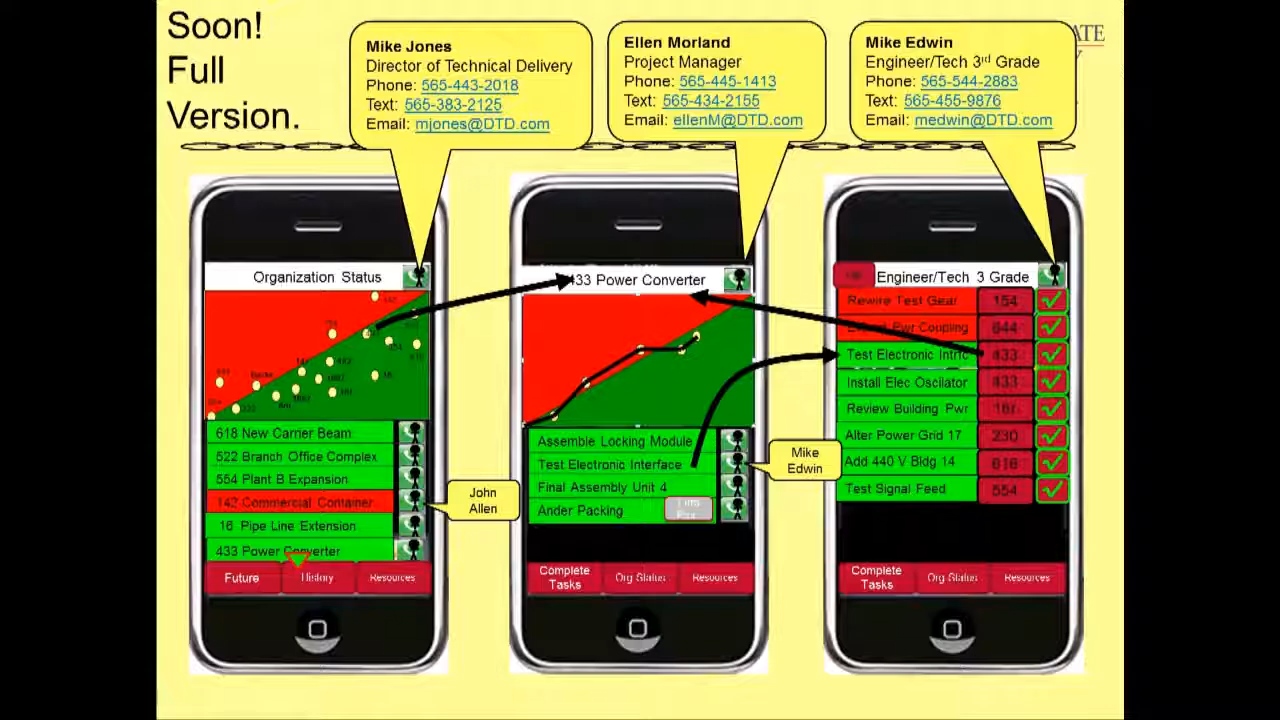 Soon!
Full
Version.
Mike Jones
Director of Technical Delivery
Phone: 565-443-2018
Text: 565-383-2125
Email: mjones@DTD.com
Ellen Morland
Project Manager
Phone: 565-445-1413
Text: 565-434-2155
Email: ellenM@DTD.com
Mike Edwin
Engineer/Tech 3rd Grade
Phone: 565-544-2883
Text: 565-455-9876
Email: medwin@DTD.com
Organization Status
618 New Carrier Beam
522 Branch Office Complex
554 Plant B Expansion
142 Commercial Container
16 Pipe Line Extension
433 Power Converter
Future
History
Resources
John
Allen
433 Power Converter
Assemble Locking Module
Test Electronic Interface
Final Assembly Unit 4
Ander Packing
Complete
Tasks
Org Status
Resources
Mike
Edwin
Engineer/Tech 3 Grade
Rewire Test Gear 154
Pwr Coupling 644
Test Electronic Intrfc 433
Install Elec Oscilator 433
Review Building Pwr
Alter Power Grid 17 230
Add 440 V Bldg 14 618
Test Signal Feed 554
Complete
Tasks
Org Status
Resources